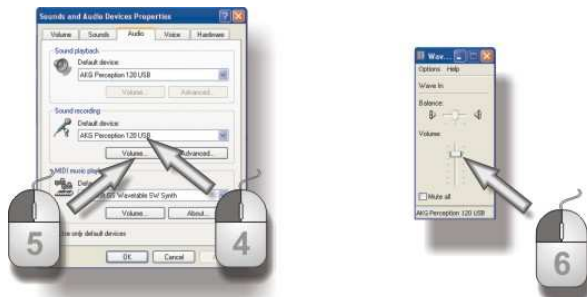 Sounds and Audio Devices Properties
Volume Sounds Audio Voice Hardware
Sound playback
Default device:
AKG Perception 120 USB
Volume... Advanced...
Sound recording
Default device:
AKG Perception 120 USB
Volume... Advanced...
MIDI music
Wavetable SW Synth
Volume... About...
only default devices
OK Cancel
5
4
Wav...
Options Help
Wave In
Balance:
Volume:
Mute all
AKG Perception 120 USB
6